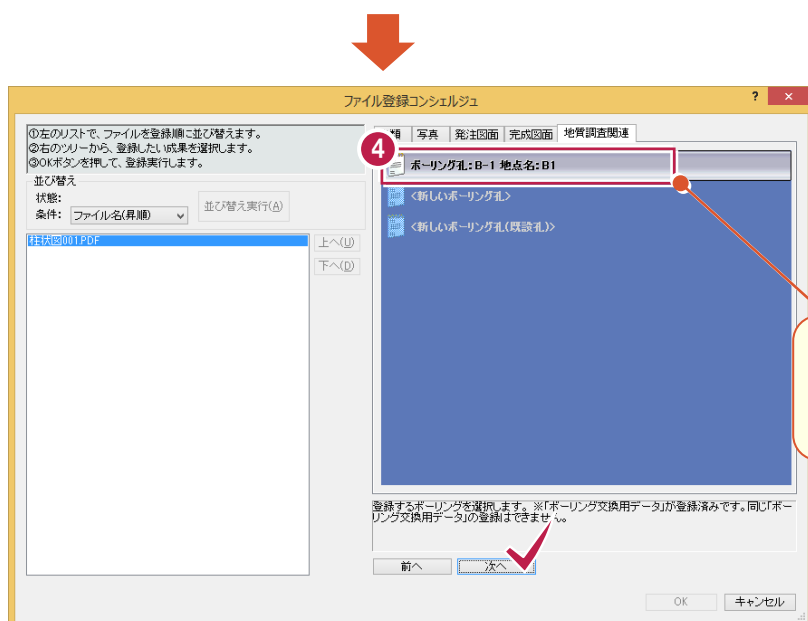 ファイル登録コンシェルジュ
? ×
①左のリストで、ファイルを登録順に並び替えます。
②右のツリーから、登録したい成果を選択します。
③OKボタンを押して、登録実行します。
並び替え
状態:
条件: ファイル名(昇順)
並び替え実行(A)
柱状図001.PDF
上へ(U)
下へ(D)
類 写真 発注図面 完成図面 地質調査関連
4
ボーリング孔:B-1 地点名:B1
<新しいボーリング孔>
<新しいボーリング孔(既設孔)>
登録するボーリングを選択します。※「ボーリング交換用データ」が登録済みです。同じ「ボー
リング交換用データ」の登録はできません。
前へ 次へ
OK キャンセル